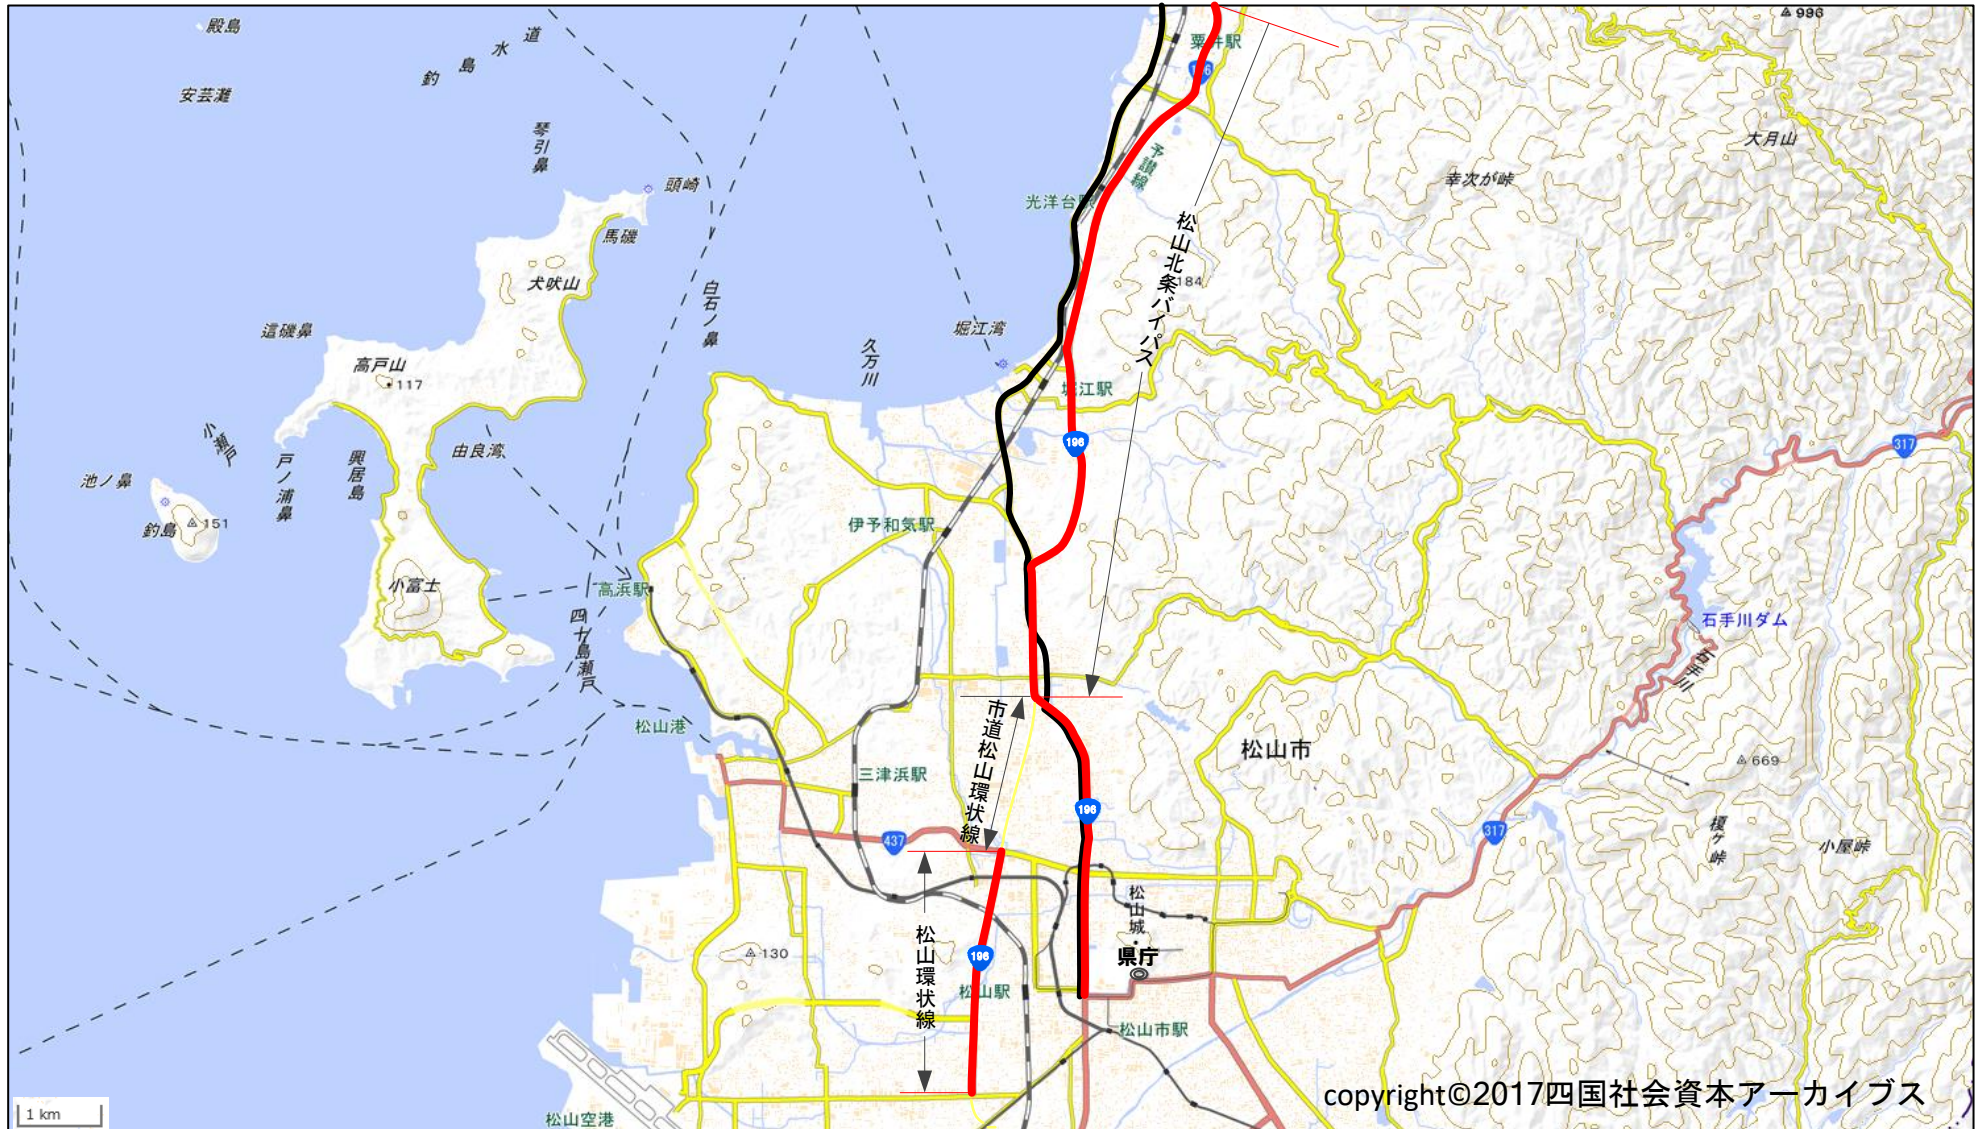 殿島
釣島水道
安芸灘
琴引鼻
頭崎
馬磯
犬吠山
這磯鼻
高戸山
117
小瀬戸
池ノ鼻
釣島
151
戸ノ浦鼻
興居島
由良湾
小富士
白石ノ鼻
久万川
堀江湾
四十島瀬戸
高浜駅
松山港
粟井駅
996
大月山
幸次が峠
予讃線
光洋台駅
松山北条バイパス
184
堀江駅
196
317
伊予和気駅
石手川ダム
石手川
市道松山環状線
三津浜駅
松山市
669
437
196
317
榎ケ峠
小屋峠
松山城
県庁
130
松山環状線
196
松山駅
松山市駅
松山空港
1 km
copyright©2017四国社会資本アーカイブス